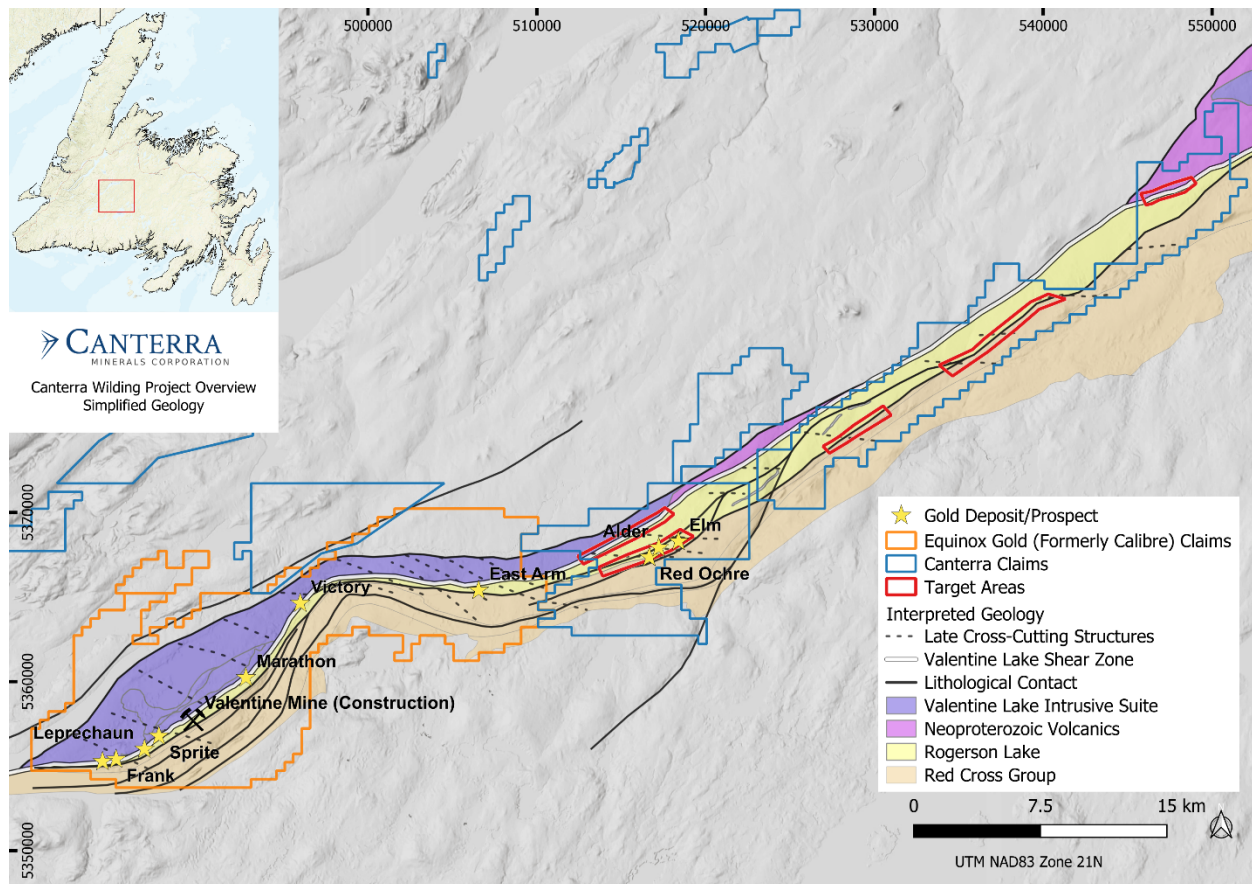 500000
510000
520000
530000
540000
550000
CANTERRA
MINERALS CORPORATION
Canterra Wilding Project Overview
Simplified Geology
5370000
5360000
5350000
Alder
Elm
Red Ochre
East Arm
Victory
Marathon
Valentine Mine (Construction)
Leprechaun
Sprite
Frank
Gold Deposit/Prospect
Equinox Gold (Formerly Calibre) Claims
Canterra Claims
Target Areas
Interpreted Geology
Late Cross-Cutting Structures
Valentine Lake Shear Zone
Lithological Contact
Valentine Lake Intrusive Suite
Neoproterozoic Volcanics
Rogerson Lake
Red Cross Group
0 7.5 15 km
UTM NAD83 Zone 21N